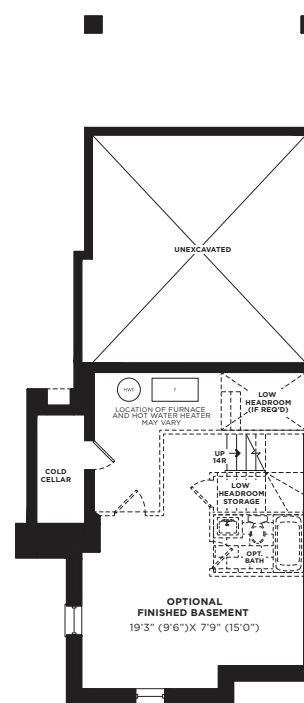 UNEXCAVATED
HWT
F
LOCATION OF FURNACE
AND HOT WATER HEATER
MAY VARY
LOW
HEADROOM
(IF REQ'D)
UP
14R
COLD
CELLAR
LOW
HEADROOM
STORAGE
OPT.
BATH
OPTIONAL
FINISHED BASEMENT
19'3" (9'6")X 7'9" (15'0")